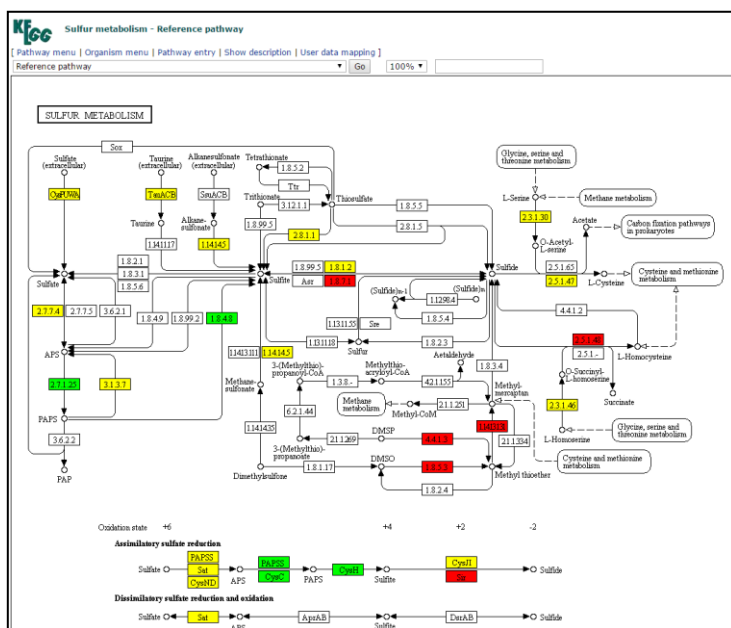 KEGG
Sulfur metabolism - Reference pathway
[ Pathway menu | Organism menu | Pathway entry | Show description | User data mapping ]
Reference pathway
Go
100%
SULFUR METABOLISM
Sox
Sulfate
(extracellular)
Taurine
(extracellular)
Alkanesulfonate
(extracellular)
Tetrathionate
1.8.5.2
Ttr
Trithionate
3.12.1.1
Thiosulfate
CysPUWA
TauACB
SsuACB
Taurine
Alkane-
sulfonate
1.8.99.5
1.8.5.5
1.14.11.17
1.14.14.5
2.8.1.1
2.8.1.5
Glycine, serine and
threonine metabolism
L-Serine
Methane metabolism
2.3.1.30
Acetate
Carbon fixation pathways
in prokaryotes
O-Acetyl-
L-serine
1.8.2.1
1.8.3.1
1.8.5.6
Sulfate
Sulfite
1.8.99.5
1.8.1.2
Asr
1.8.7.1
Sulfide
2.5.1.65
2.5.1.47
L-Cysteine
Cysteine and methionine
metabolism
(Sulfide)n-1
(Sulfide)n
1.12.98.4
1.8.5.4
2.7.7.4
2.7.7.5
3.6.2.1
1.8.4.9
1.8.99.2
1.8.4.8
1.13.11.55
Sre
1.13.11.18
Sulfur
1.8.2.3
4.4.1.2
2.5.1.48
2.5.1.-
L-Homocysteine
APS
1.14.13.111
1.14.14.5
Methane-
sulfonate
3-(Methylthio)-
propanoyl-CoA
Methylthio-
acryloyl-CoA
Acetaldehyde
1.3.8.-
4.2.1.155
1.8.3.4
Methyl-
mercaptan
O-Succinyl-
L-homoserine
Succinate
2.7.1.25
3.1.3.7
6.2.1.44
Methane
metabolism
Methyl-CoM
2.1.1.251
2.3.1.46
PAPS
1.14.14.35
2.1.1.269
DMSP
4.4.1.3
2.1.1.334
L-Homoserine
Glycine, serine and
threonine metabolism
3.6.2.2
3-(Methylthio)-
propanoate
DMSO
1.8.1.17
1.8.5.3
1.8.2.4
Cysteine and methionine
metabolism
PAP
Dimethylsulfone
Methyl thioether
Oxidation state +6 +4 +2 -2
Assimilatory sulfate reduction
PAPSS PAPSS CysJI
Sulfate Sat APS CysC PAPS CysH Sulfite Sir Sulfide
CysND
Dissimilatory sulfate reduction and oxidation
Sulfate Sat APS AprAB Sulfite DsrAB Sulfide